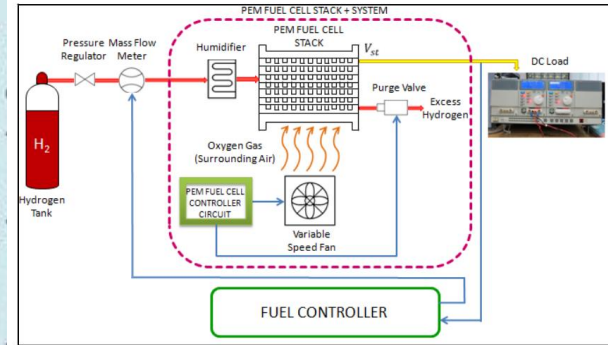 PEM FUEL CELL STACK + SYSTEM
PEM FUEL CELL
STACK
V_st
Pressure
Regulator
Mass Flow
Meter
Humidifier
DC Load
Purge Valve
Excess
Hydrogen
H₂
Oxygen Gas
(Surrounding Air)
PEM FUEL CELL
CONTROLLER
CIRCUIT
Hydrogen
Tank
Variable
Speed Fan
FUEL CONTROLLER